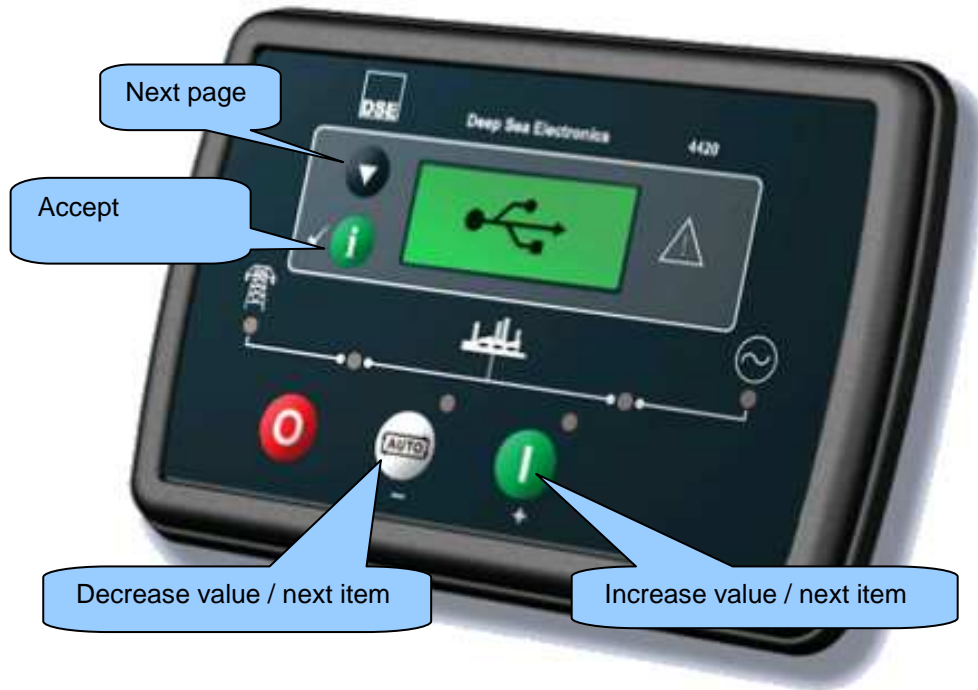 Next page
DSE
Deep Sea Electronics
4420
Accept
i
O
AUTO
I
-
+
Decrease value / next item
Increase value / next item